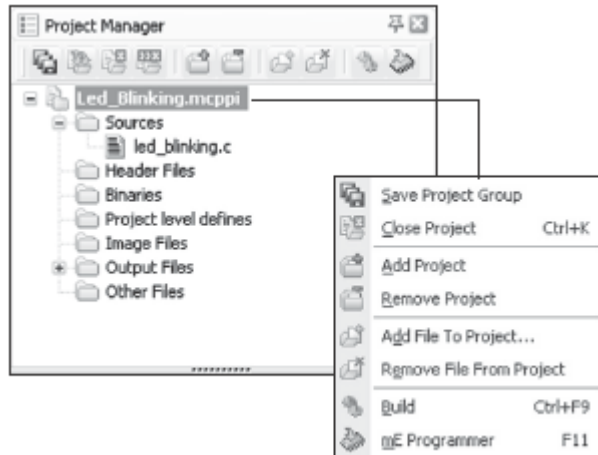 Project Manager
Led_Blinking.mcppi
Sources
led_blinking.c
Header Files
Binaries
Project level defines
Image Files
Output Files
Other Files
Save Project Group
Close Project Ctrl+K
Add Project
Remove Project
Add File To Project...
Remove File From Project
Build Ctrl+F9
mE Programmer F11